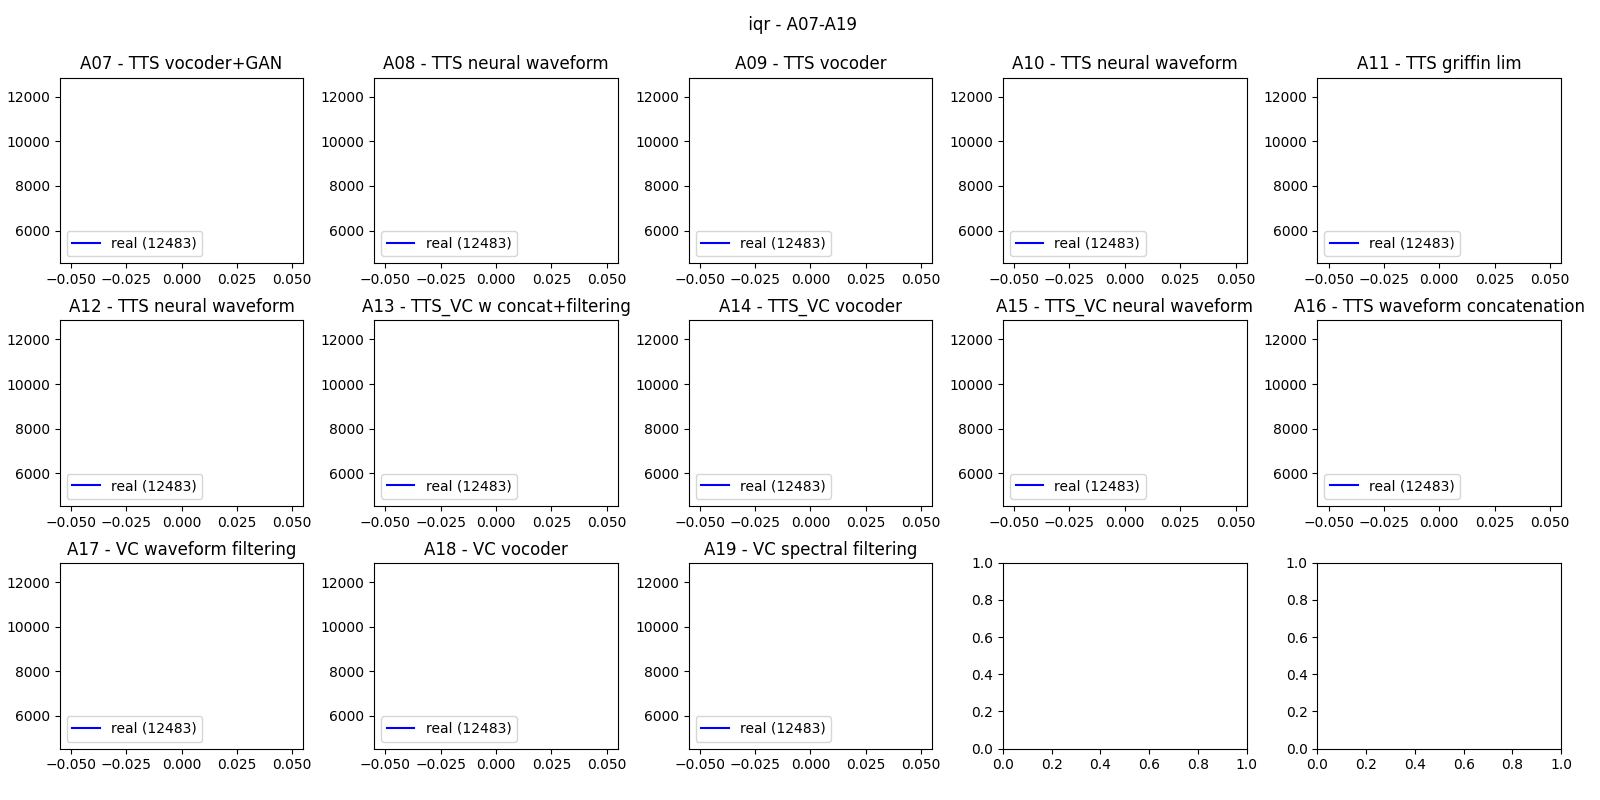 iqr - A07-A19
A07 - TTS vocoder+GAN
12000
10000
8000
6000
real (12483)
−0.050 −0.025 0.000 0.025 0.050
A08 - TTS neural waveform
12000
10000
8000
6000
real (12483)
−0.050 −0.025 0.000 0.025 0.050
A09 - TTS vocoder
12000
10000
8000
6000
real (12483)
−0.050 −0.025 0.000 0.025 0.050
A10 - TTS neural waveform
12000
10000
8000
6000
real (12483)
−0.050 −0.025 0.000 0.025 0.050
A11 - TTS griffin lim
12000
10000
8000
6000
real (12483)
−0.050 −0.025 0.000 0.025 0.050
A12 - TTS neural waveform
12000
10000
8000
6000
real (12483)
−0.050 −0.025 0.000 0.025 0.050
A13 - TTS_VC w concat+filtering
12000
10000
8000
6000
real (12483)
−0.050 −0.025 0.000 0.025 0.050
A14 - TTS_VC vocoder
12000
10000
8000
6000
real (12483)
−0.050 −0.025 0.000 0.025 0.050
A15 - TTS_VC neural waveform
12000
10000
8000
6000
real (12483)
−0.050 −0.025 0.000 0.025 0.050
A16 - TTS waveform concatenation
12000
10000
8000
6000
real (12483)
−0.050 −0.025 0.000 0.025 0.050
A17 - VC waveform filtering
12000
10000
8000
6000
real (12483)
−0.050 −0.025 0.000 0.025 0.050
A18 - VC vocoder
12000
10000
8000
6000
real (12483)
−0.050 −0.025 0.000 0.025 0.050
A19 - VC spectral filtering
12000
10000
8000
6000
real (12483)
−0.050 −0.025 0.000 0.025 0.050
1.0
0.8
0.6
0.4
0.2
0.0
0.0 0.2 0.4 0.6 0.8 1.0
1.0
0.8
0.6
0.4
0.2
0.0
0.0 0.2 0.4 0.6 0.8 1.0